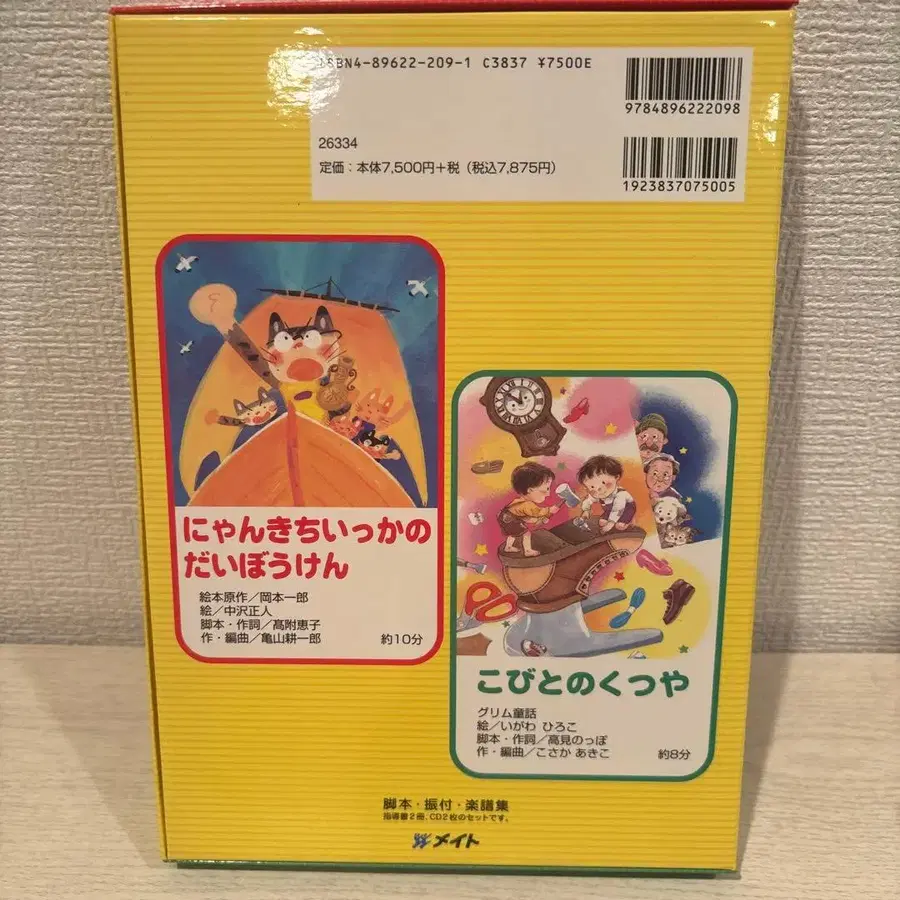 ISBN4-89622-209-1 C3837 ¥7500E
9784896222098
26334
定価：本体7,500円＋税（税込7,875円）
1923837075005
にゃんきちいっかの
だいぼうけん
絵本原作／岡本一郎
絵／中沢正人
脚本・作詞／髙附恵子
作・編曲／亀山耕一郎
約10分
こびとのくつや
グリム童話
絵／いがわ ひろこ
脚本・作詞／高見のっぽ
作・編曲／こさか あきこ
約8分
脚本・振付・楽譜集
指導書2冊、CD2枚のセットです。
メイト